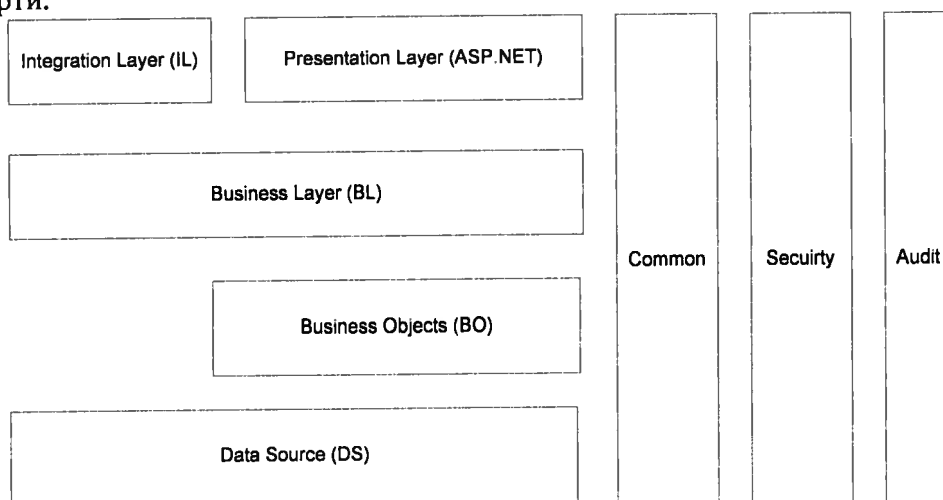 рти.
Integration Layer (IL)
Presentation Layer (ASP.NET)
Business Layer (BL)
Common
Secuirty
Audit
Business Objects (BO)
Data Source (DS)